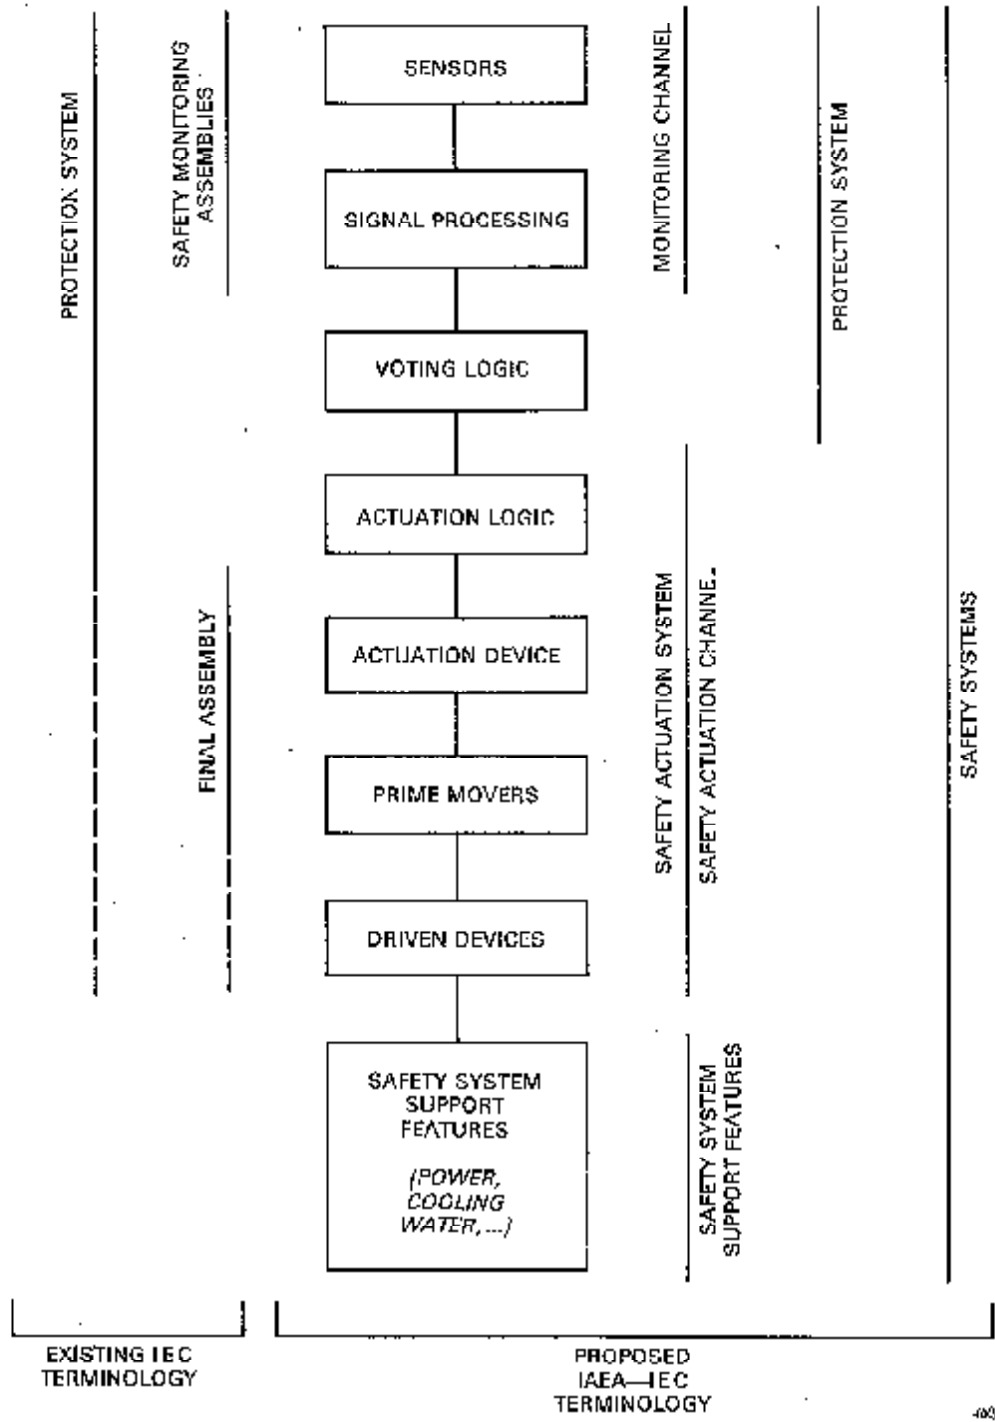 PROTECTION SYSTEM
SAFETY MONITORING
ASSEMBLIES
FINAL ASSEMBLY
SENSORS
SIGNAL PROCESSING
VOTING LOGIC
ACTUATION LOGIC
ACTUATION DEVICE
PRIME MOVERS
DRIVEN DEVICES
SAFETY SYSTEM
SUPPORT
FEATURES
(POWER,
COOLING
WATER, ...)
MONITORING CHANNEL
PROTECTION SYSTEM
SAFETY ACTUATION SYSTEM
SAFETY ACTUATION CHANNEL
SAFETY SYSTEM
SUPPORT FEATURES
SAFETY SYSTEMS
EXISTING IEC
TERMINOLOGY
PROPOSED
IAEA—IEC
TERMINOLOGY